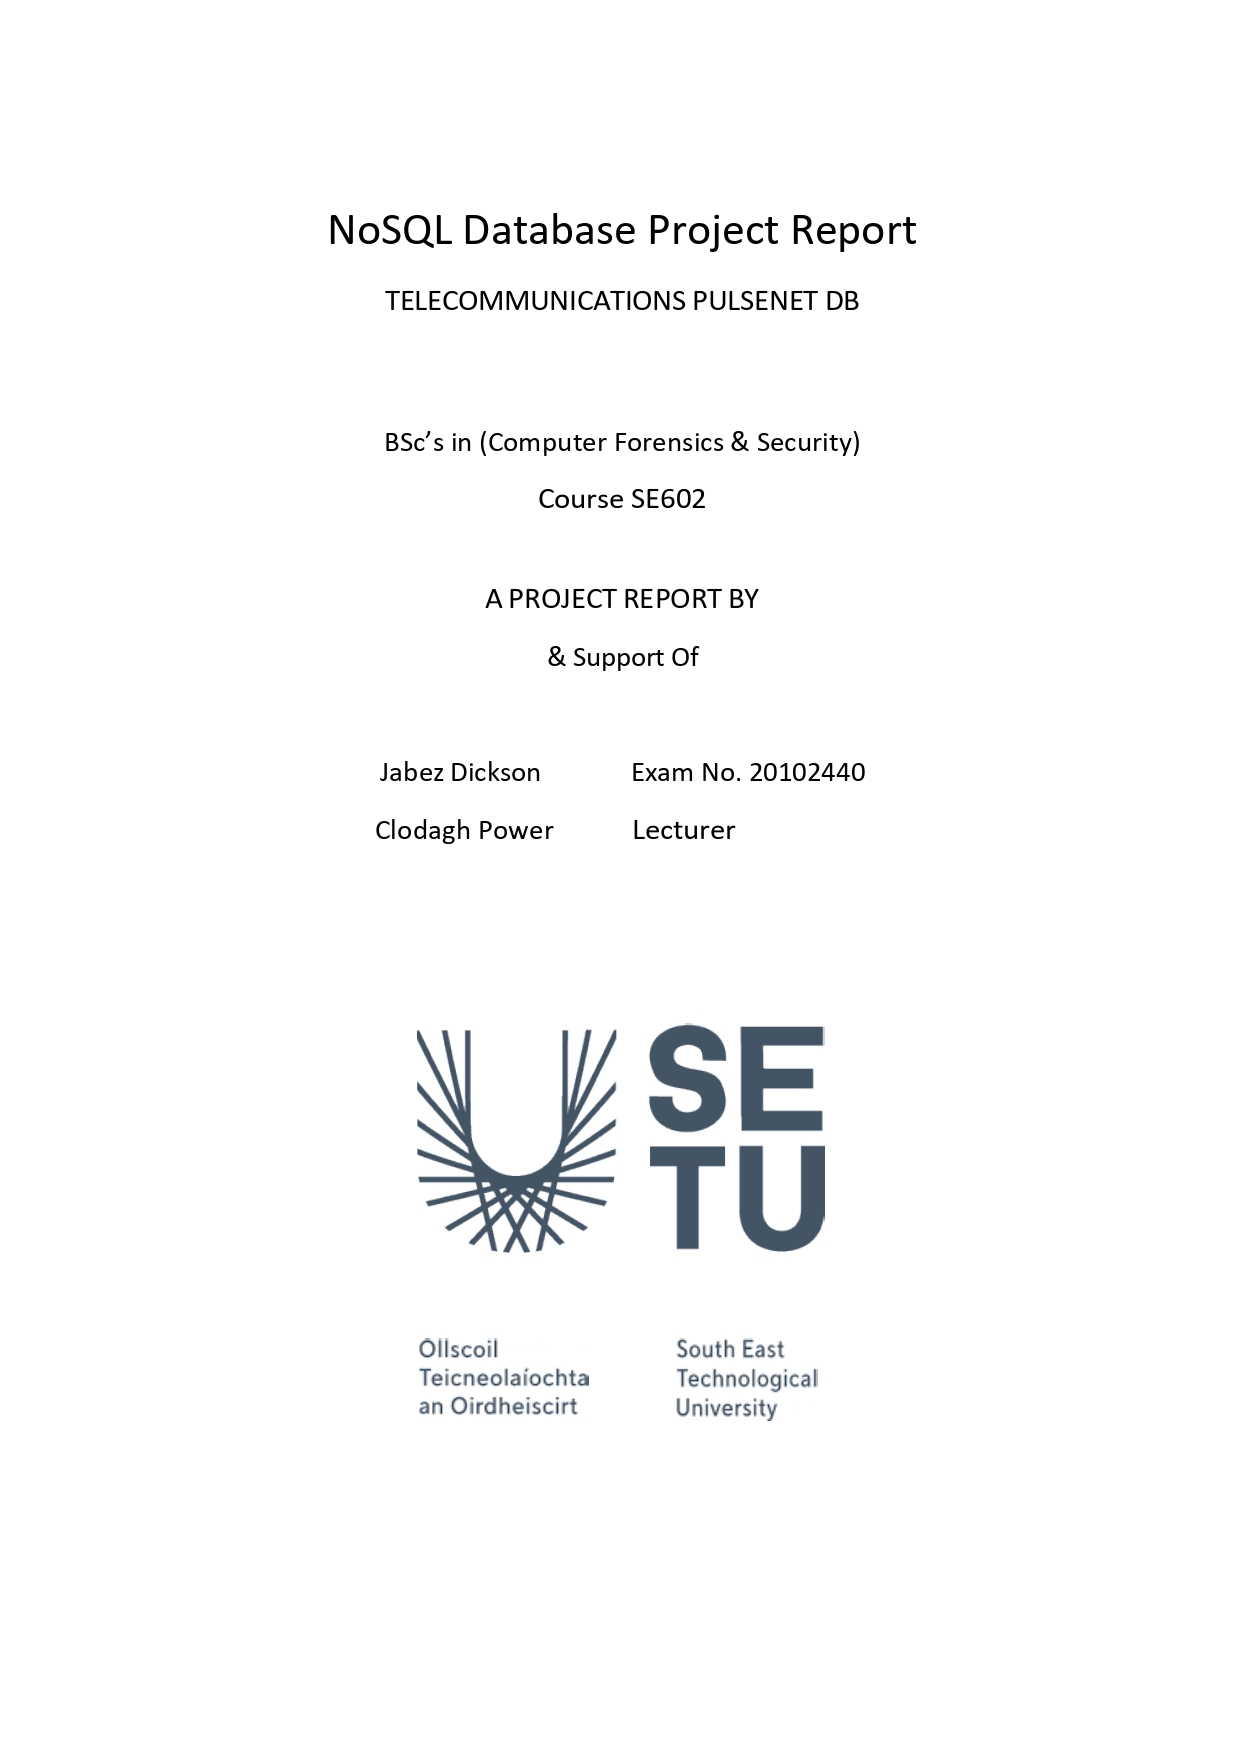 NoSQL Database Project Report
TELECOMMUNICATIONS PULSENET DB
BSc’s in (Computer Forensics & Security)
Course SE602
A PROJECT REPORT BY
& Support Of
Jabez Dickson Exam No. 20102440
Clodagh Power Lecturer
SE
TU
Ollscoil
Teicneolaíochta
an Oirdheiscirt
South East
Technological
University